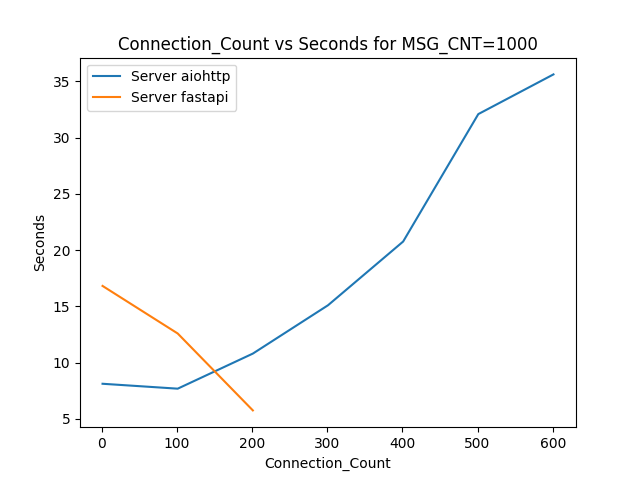 Connection_Count vs Seconds for MSG_CNT=1000
Server aiohttp
Server fastapi
35
30
25
20
15
10
5
Seconds
0 100 200 300 400 500 600
Connection_Count